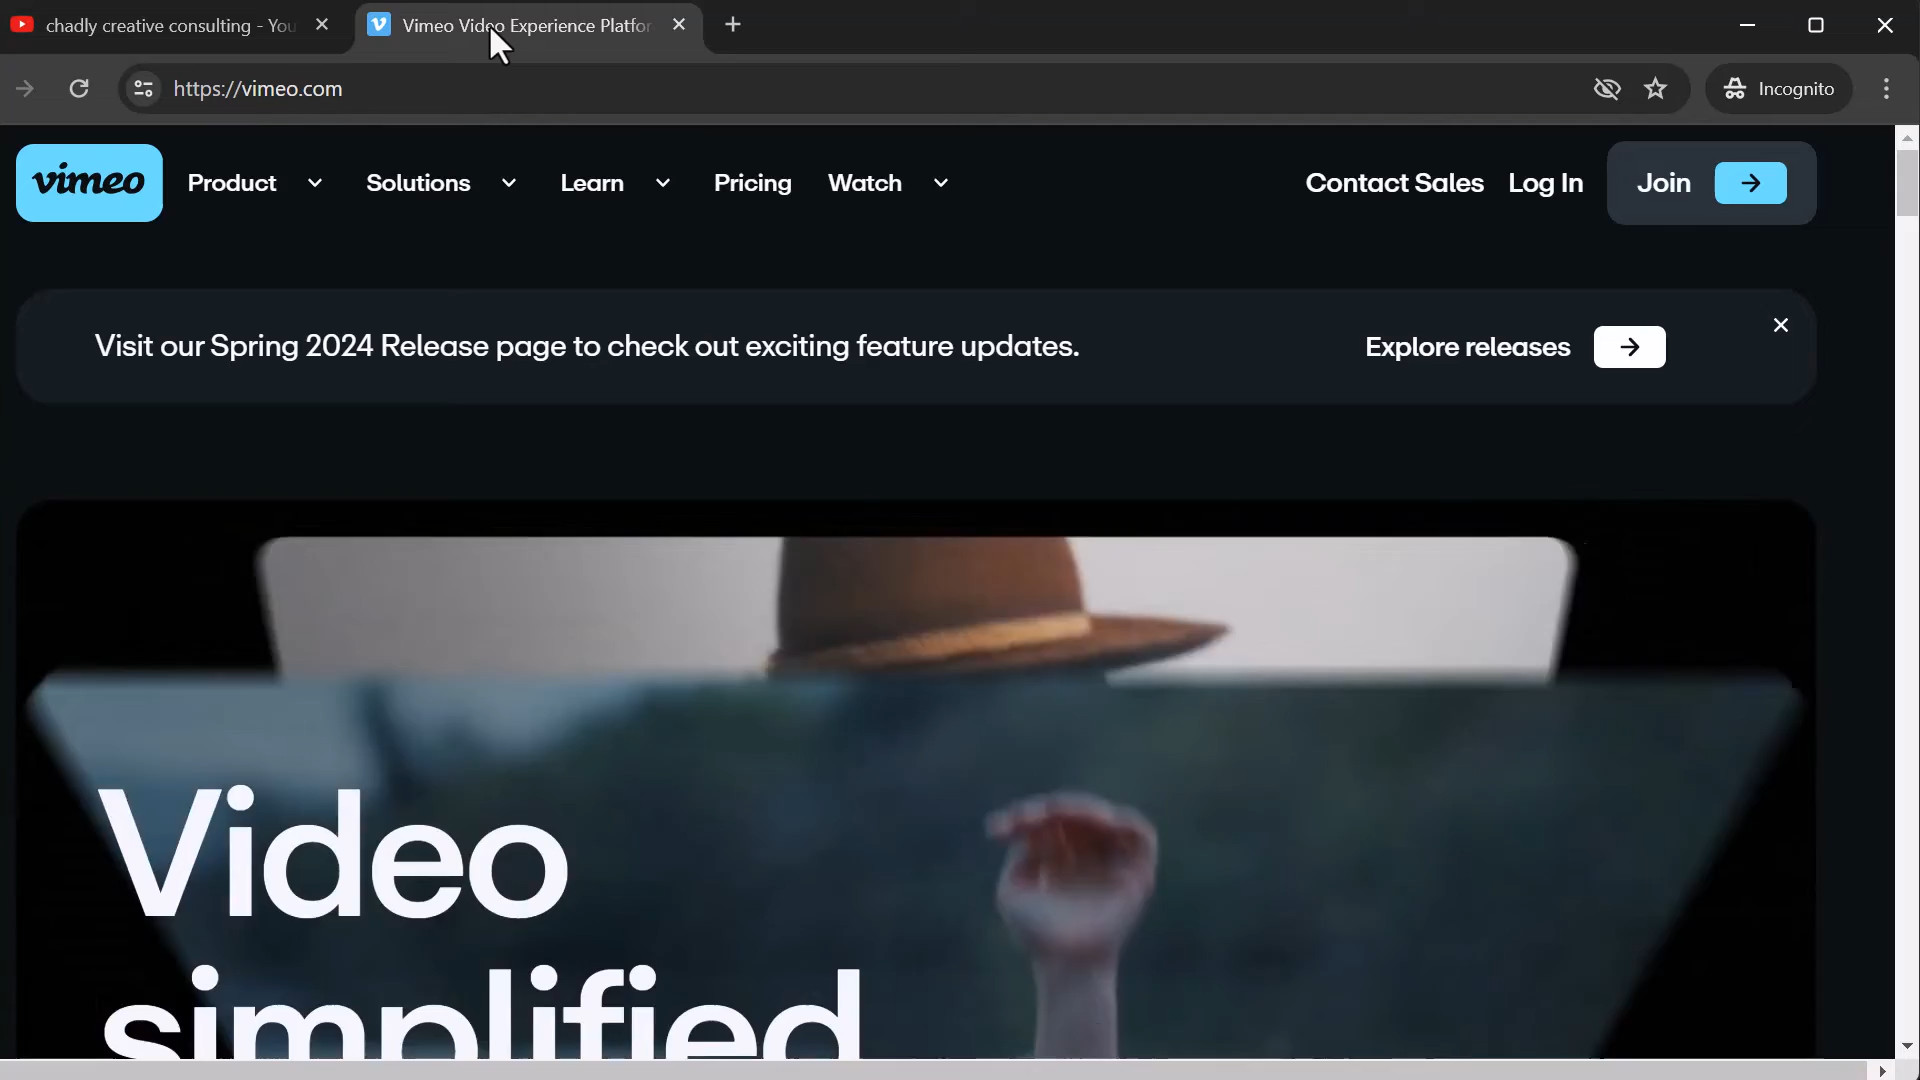 chadly creative consulting - You
Vimeo Video Experience Platfor
https://vimeo.com
Incognito
vimeo
Product
Solutions
Learn
Pricing
Watch
Contact Sales
Log In
Join
Visit our Spring 2024 Release page to check out exciting feature updates.
Explore releases
Video
simplified